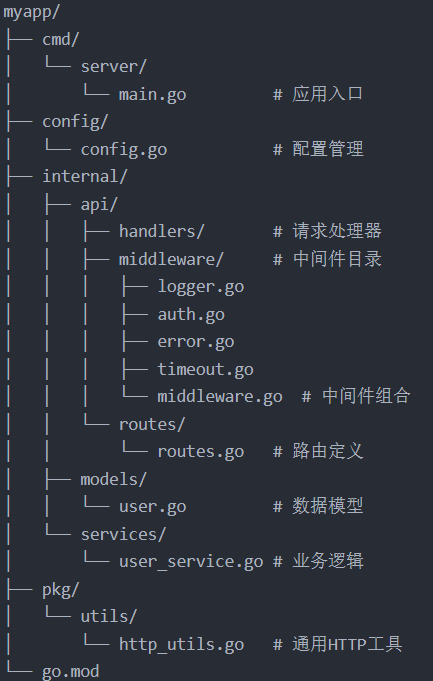 myapp/
├── cmd/
│   └── server/
│       └── main.go         # 应用入口
├── config/
│   └── config.go           # 配置管理
├── internal/
│   ├── api/
│   │   ├── handlers/       # 请求处理器
│   │   ├── middleware/     # 中间件目录
│   │   │   ├── logger.go
│   │   │   ├── auth.go
│   │   │   ├── error.go
│   │   │   ├── timeout.go
│   │   │   └── middleware.go  # 中间件组合
│   │   └── routes/
│   │       └── routes.go   # 路由定义
│   ├── models/
│   │   └── user.go         # 数据模型
│   └── services/
│       └── user_service.go # 业务逻辑
├── pkg/
│   └── utils/
│       └── http_utils.go   # 通用HTTP工具
└── go.mod